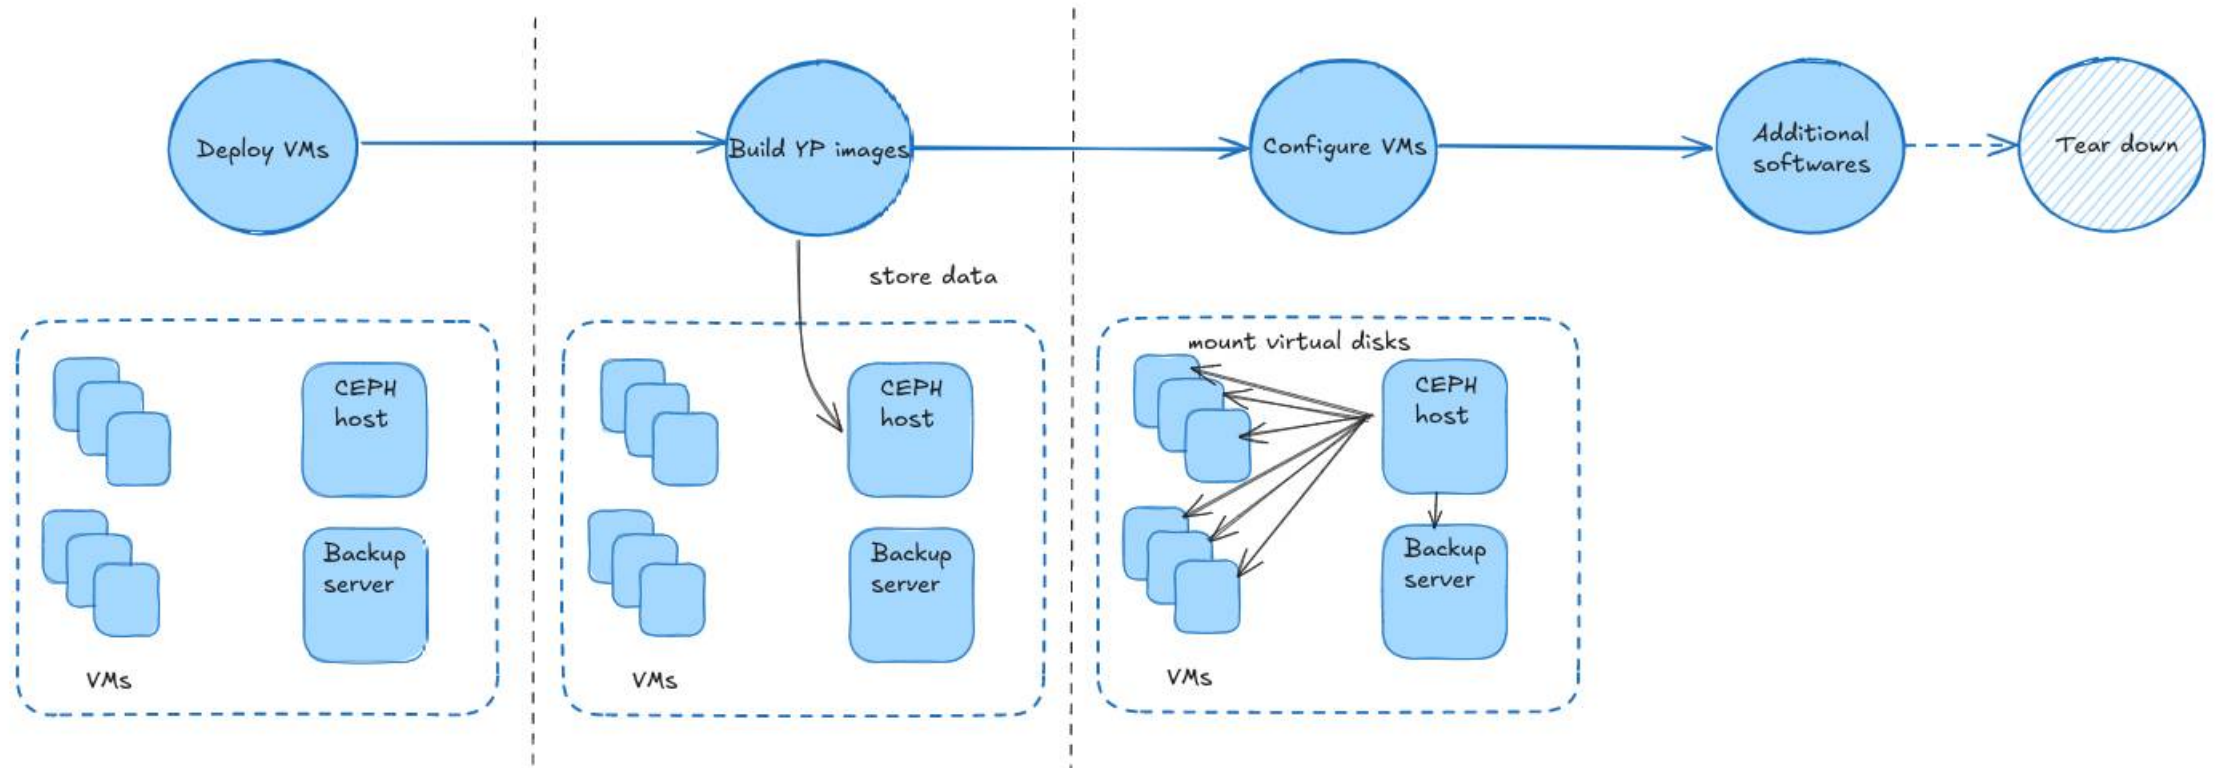 Deploy VMs
Build YP images
Configure VMs
Additional
softwares
Tear down
store data
CEPH
host
Backup
server
VMs
CEPH
host
Backup
server
VMs
mount virtual disks
CEPH
host
Backup
server
VMs